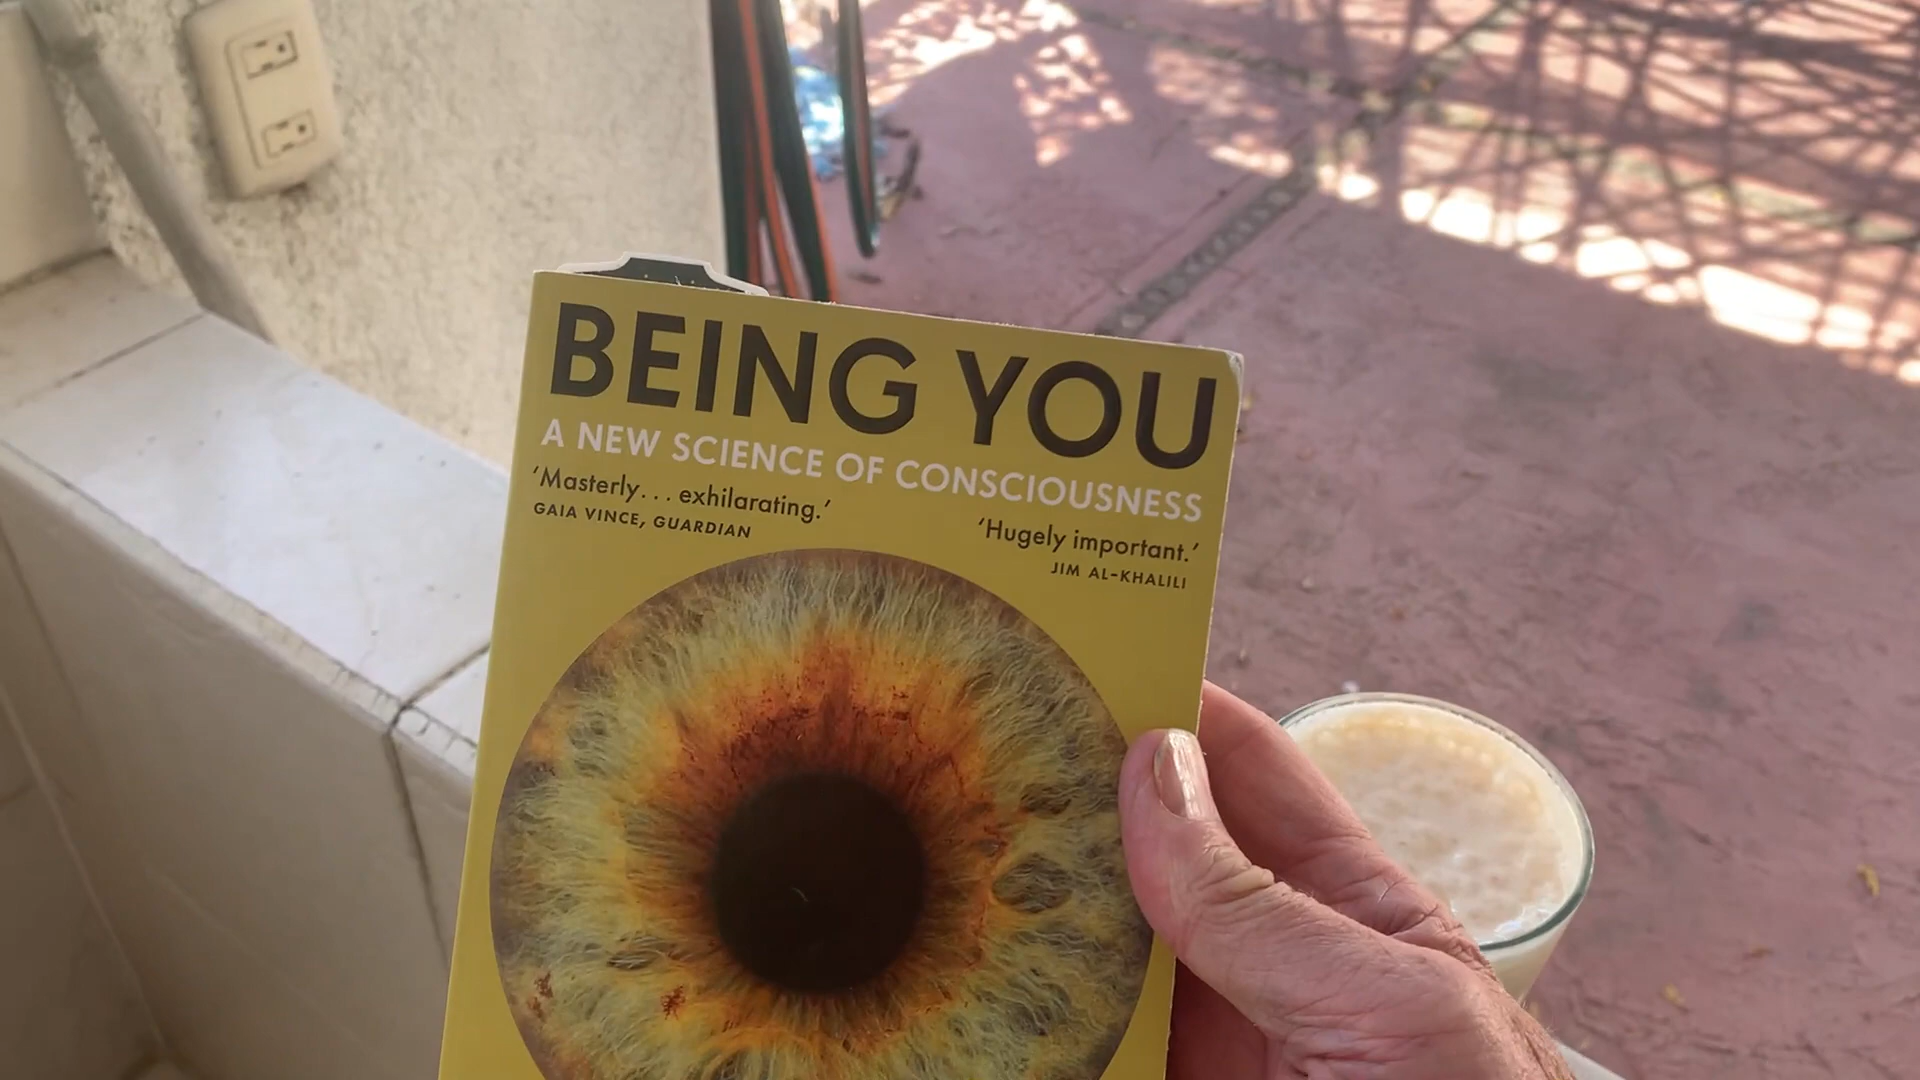 BEING YOU
A NEW SCIENCE OF CONSCIOUSNESS
‘Masterly... exhilarating.’
GAIA VINCE, GUARDIAN
‘Hugely important.’
JIM AL-KHALILI